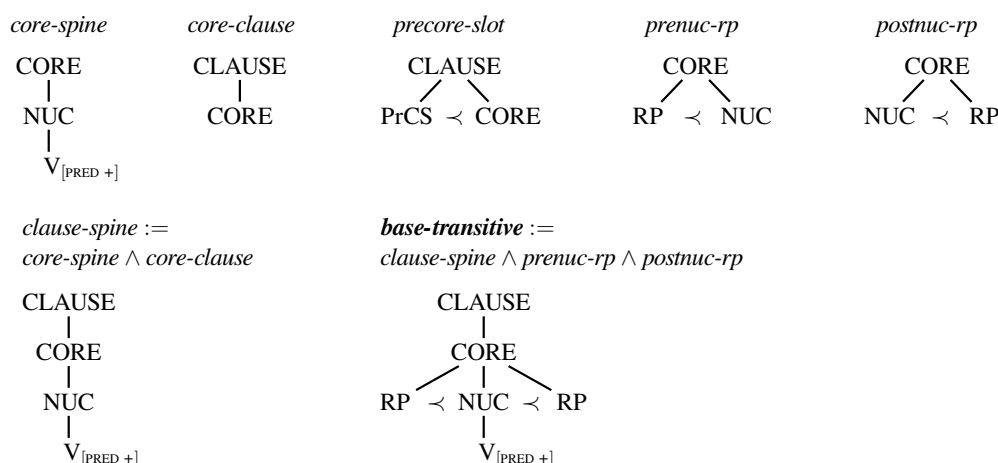 core-spine core-clause precore-slot prenuc-rp postnuc-rp
CORE CLAUSE CLAUSE CORE CORE
NUC CORE PrCS ≺ CORE RP ≺ NUC NUC ≺ RP
V[PRED +]
clause-spine := base-transitive :=
core-spine ∧ core-clause clause-spine ∧ prenuc-rp ∧ postnuc-rp
CLAUSE CLAUSE
CORE CORE
NUC RP ≺ NUC ≺ RP
V[PRED +] V[PRED +]